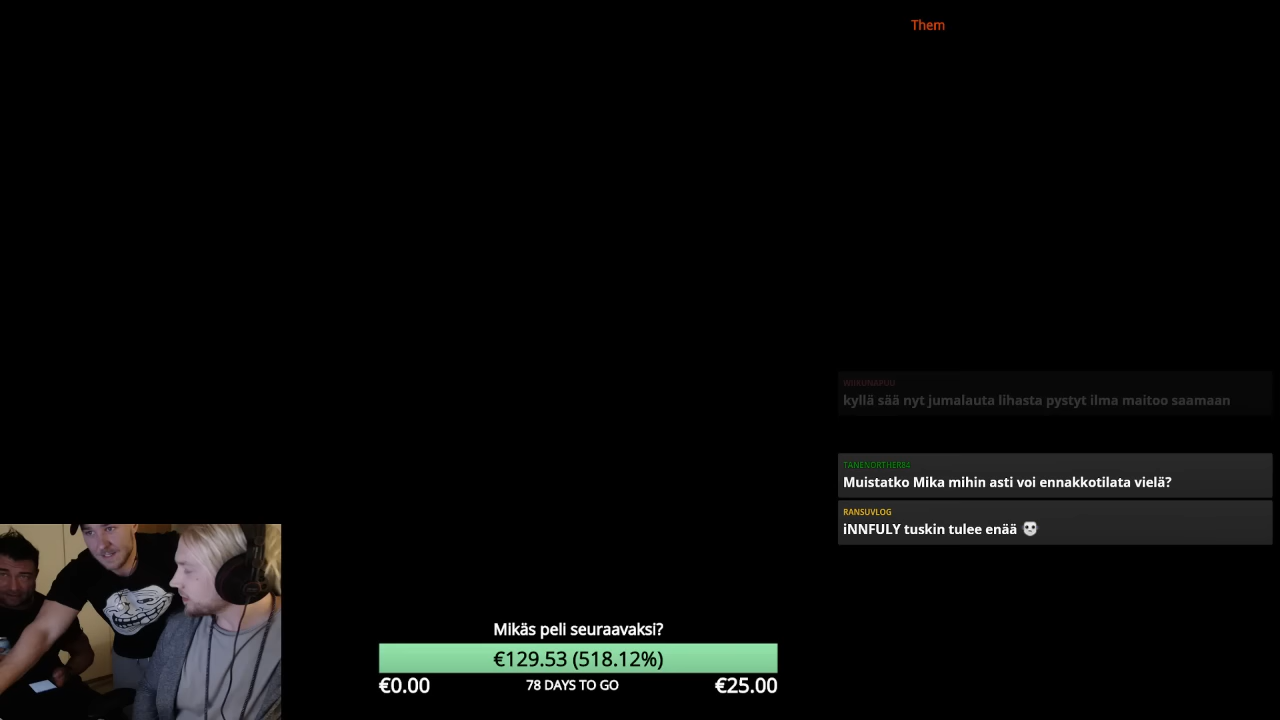 Them
WUKUNAPUU
kyllä sää nyt jumalauta lihasta pystyt ilma maitoo saamaan
TANENORTHER84
Muistatko Mika mihin asti voi ennakkotilata vielä?
RANSUVLOG
iNNFULY tuskin tulee enää
Mikäs peli seuraavaksi?
€129.53 (518.12%)
€0.00 78 DAYS TO GO €25.00